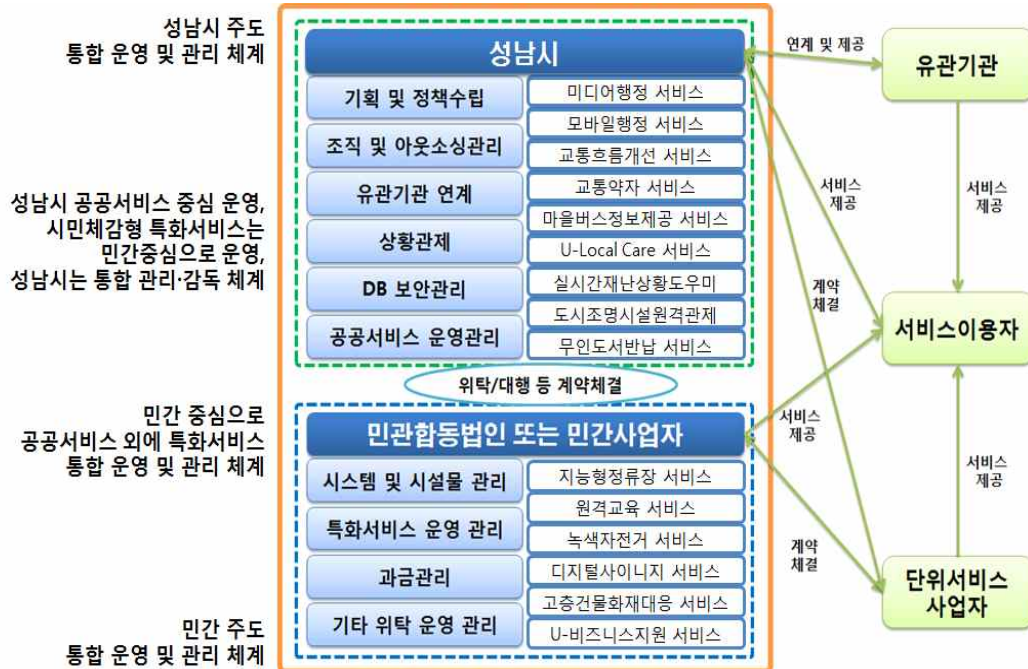 성남시 주도
통합 운영 및 관리 체계
성남시 공공서비스 중심 운영,
시민체감형 특화서비스는
민간중심으로 운영,
성남시는 통합 관리·감독 체계
민간 중심으로
공공서비스 외에 특화서비스
통합 운영 및 관리 체계
민간 주도
통합 운영 및 관리 체계
성남시
기획 및 정책수립
조직 및 아웃소싱관리
유관기관 연계
상황관제
DB 보안관리
공공서비스 운영관리
미디어행정 서비스
모바일행정 서비스
교통흐름개선 서비스
교통약자 서비스
마을버스정보제공 서비스
U-Local Care 서비스
실시간재난상황도우미
도시조명시설원격관제
무인도서반납 서비스
위탁/대행 등 계약체결
민관합동법인 또는 민간사업자
시스템 및 시설물 관리
특화서비스 운영 관리
과금관리
기타 위탁 운영 관리
지능형정류장 서비스
원격교육 서비스
녹색자전거 서비스
디지털사이니지 서비스
고층건물화재대응 서비스
U-비즈니스지원 서비스
연계 및 제공
서비스
제공
계약
체결
서비스
제공
계약
체결
유관기관
서비스
제공
서비스이용자
서비스
제공
단위서비스
사업자